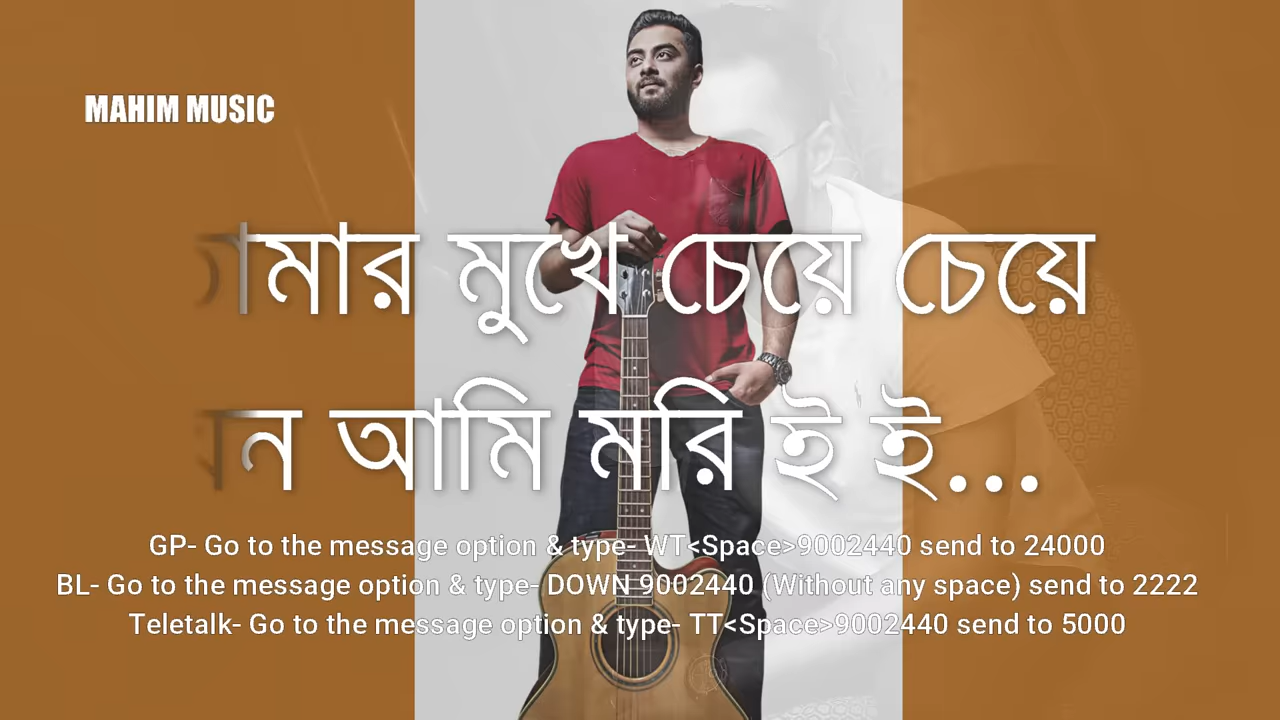 MAHIM MUSIC
মুখে চেয়ে চেয়ে
আমি মরি ই ই...
GP- Go to the message option & type- WT<Space>9002440 send to 24000
BL- Go to the message option & type- DOWN 9002440 (Without any space) send to 2222
Teletalk- Go to the message option & type- TT<Space>9002440 send to 5000